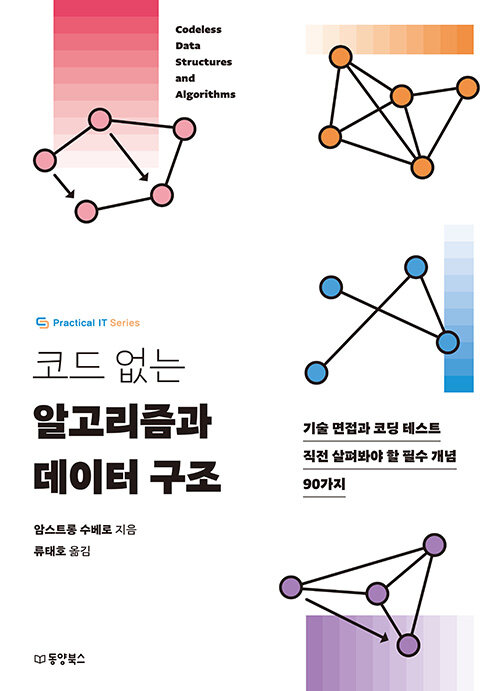 Codeless
Data
Structures
and
Algorithms
Practical IT Series
코드 없는
알고리즘과
데이터 구조
기술 면접과 코딩 테스트
직전 살펴봐야 할 필수 개념
90가지
암스트롱 수베로 지음
류태호 옮김
동양북스